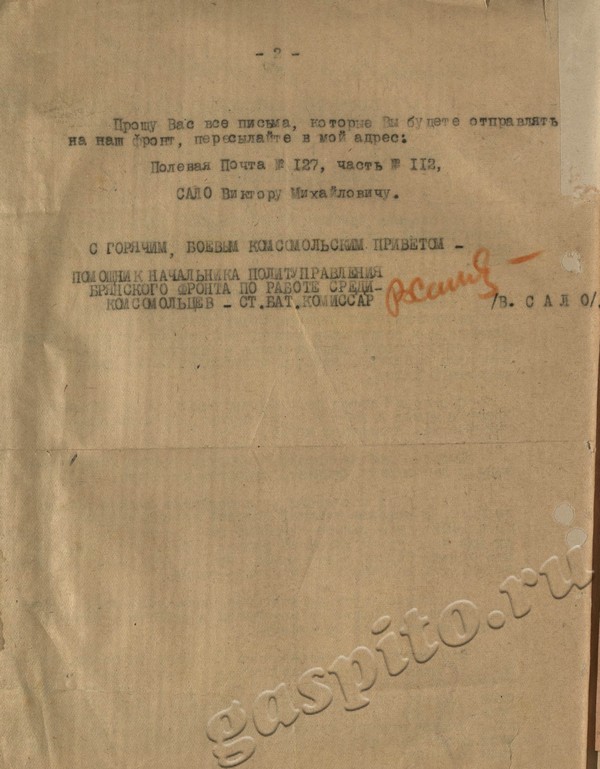 - 2 -
Прошу Вас все письма, которые Вы будете отправлять
на наш фронт, пересылайте в мой адрес:
Полевая Почта № 127, часть № 112,
САЛО Виктору Михайловичу.
С ГОРЯЧИМ, БОЕВЫМ КОМСОМОЛЬСКИМ ПРИВЕТОМ –
ПОМОЩНИК НАЧАЛЬНИКА ПОЛИТУПРАВЛЕНИЯ
БРЯНСКОГО ФРОНТА ПО РАБОТЕ СРЕДИ–
КОМСОМОЛЬЦЕВ – СТ.БАТ.КОМИССАР /В. С А Л О/.
gaspito.ru